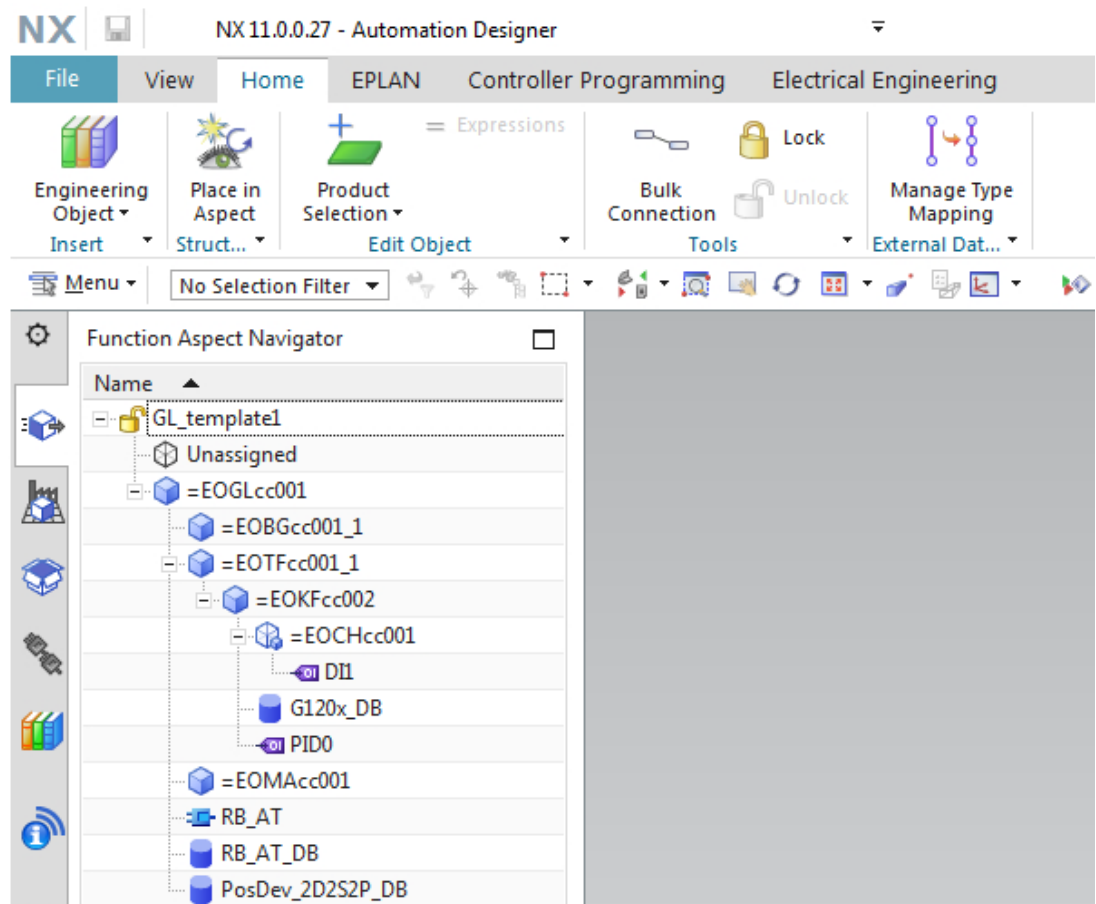 NX NX 11.0.0.27 - Automation Designer
File View Home EPLAN Controller Programming Electrical Engineering
Engineering Object
Place in Aspect
Product Selection
= Expressions
Bulk Connection
Lock
Unlock
Manage Type Mapping
Insert Struct... Edit Object Tools External Dat...
Menu No Selection Filter
Function Aspect Navigator
Name
GL_template1
Unassigned
=EOGLcc001
=EOBGcc001_1
=EOTFcc001_1
=EOKFcc002
=EOCHcc001
DI1
G120x_DB
PID0
=EOMAcc001
RB_AT
RB_AT_DB
PosDev_2D2S2P_DB